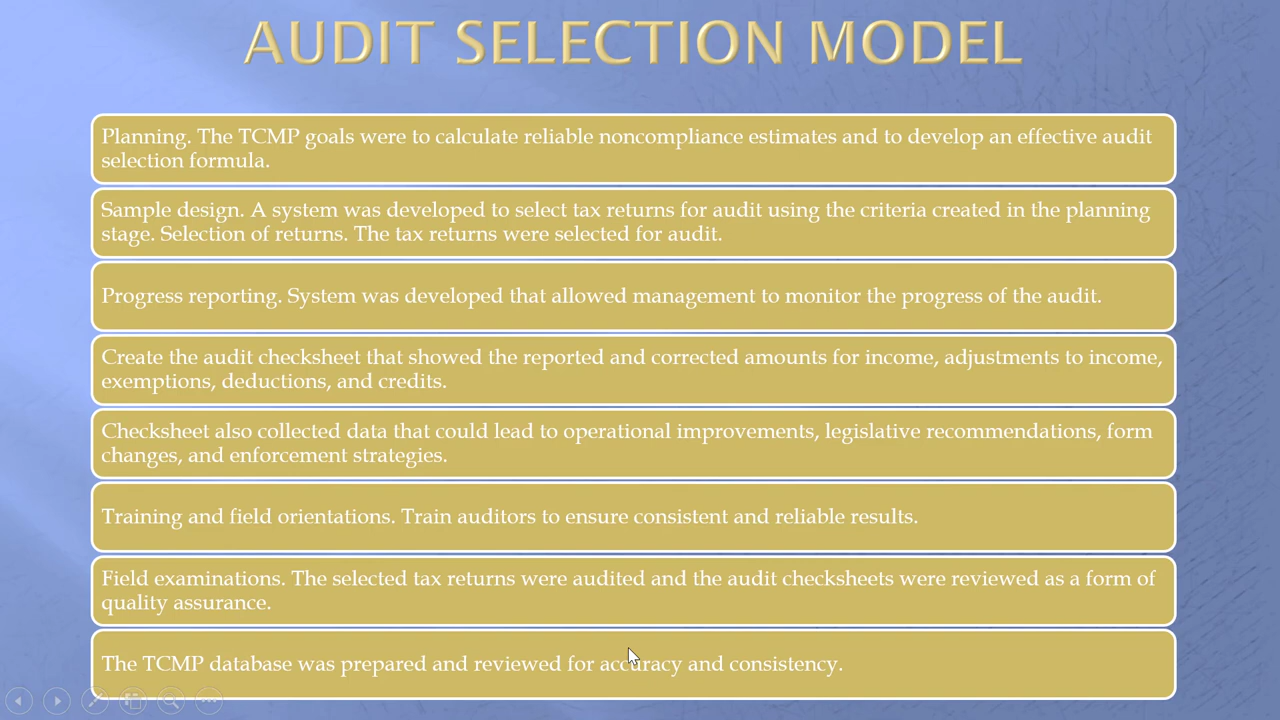 AUDIT SELECTION MODEL
Planning. The TCMP goals were to calculate reliable noncompliance estimates and to develop an effective audit
selection formula.
Sample design. A system was developed to select tax returns for audit using the criteria created in the planning
stage. Selection of returns. The tax returns were selected for audit.
Progress reporting. System was developed that allowed management to monitor the progress of the audit.
Create the audit checksheet that showed the reported and corrected amounts for income, adjustments to income,
exemptions, deductions, and credits.
Checksheet also collected data that could lead to operational improvements, legislative recommendations, form
changes, and enforcement strategies.
Training and field orientations. Train auditors to ensure consistent and reliable results.
Field examinations. The selected tax returns were audited and the audit checksheets were reviewed as a form of
quality assurance.
The TCMP database was prepared and reviewed for accuracy and consistency.